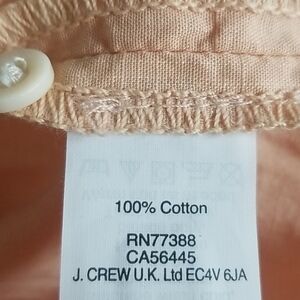 100% Cotton
RN77388
CA56445
J. CREW U.K. Ltd EC4V 6JA